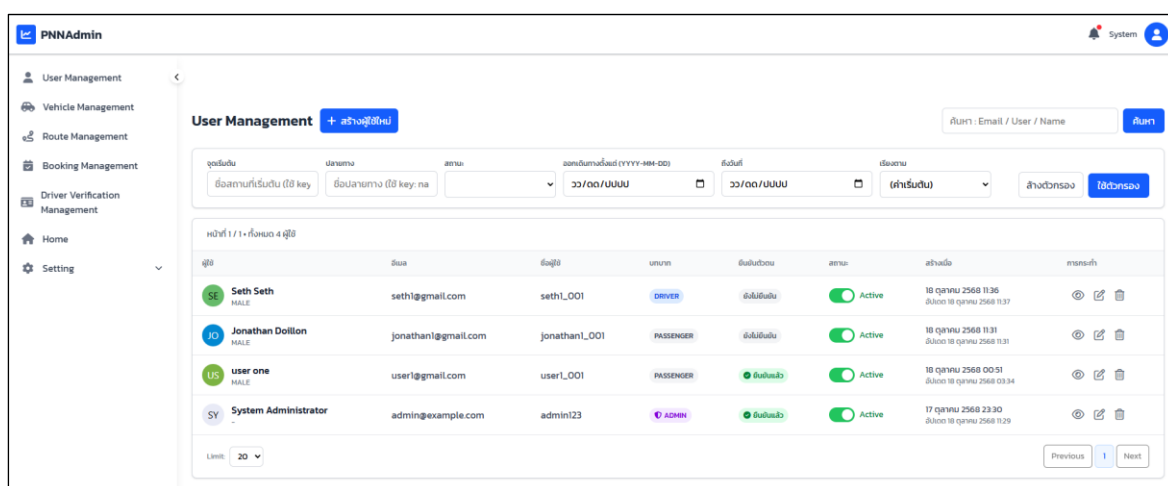 PNNAdmin
System
User Management
Vehicle Management
Route Management
Booking Management
Driver Verification
Management
Home
Setting
User Management
+ สร้างผู้ใช้ใหม่
ค้นหา : Email / User / Name
ค้นหา
จุดเริ่มต้น ปลายทาง สถานะ ออกเดินทางตั้งแต่ (YYYY-MM-DD) ถึงวันที่ เรียงตาม
ชื่อสถานที่เริ่มต้น (ใช้ key ชื่อปลายทาง (ใช้ key: na วว/ดด/ปปปป วว/ดด/ปปปป (ค่าเริ่มต้น) ล้างตัวกรอง ใช้ตัวกรอง
หน้าที่ 1 / 1 • ทั้งหมด 4 ผู้ใช้
ผู้ใช้ อีเมล ชื่อผู้ใช้ บทบาท ยืนยันตัวตน สถานะ สร้างเมื่อ การกระทำ
SE Seth Seth seth1@gmail.com seth1_001 DRIVER ยังไม่ยืนยัน Active 18 ตุลาคม 2568 11:36
MALE อัปเดต 18 ตุลาคม 2568 11:37
JO Jonathan Doillon jonathan1@gmail.com jonathan1_001 PASSENGER ยังไม่ยืนยัน Active 18 ตุลาคม 2568 11:31
MALE อัปเดต 18 ตุลาคม 2568 11:31
US user one user1@gmail.com user1_001 PASSENGER ยืนยันแล้ว Active 18 ตุลาคม 2568 00:51
MALE อัปเดต 18 ตุลาคม 2568 03:34
SY System Administrator admin@example.com admin123 ADMIN ยืนยันแล้ว Active 17 ตุลาคม 2568 23:30
- อัปเดต 18 ตุลาคม 2568 11:29
Limit: 20
Previous 1 Next